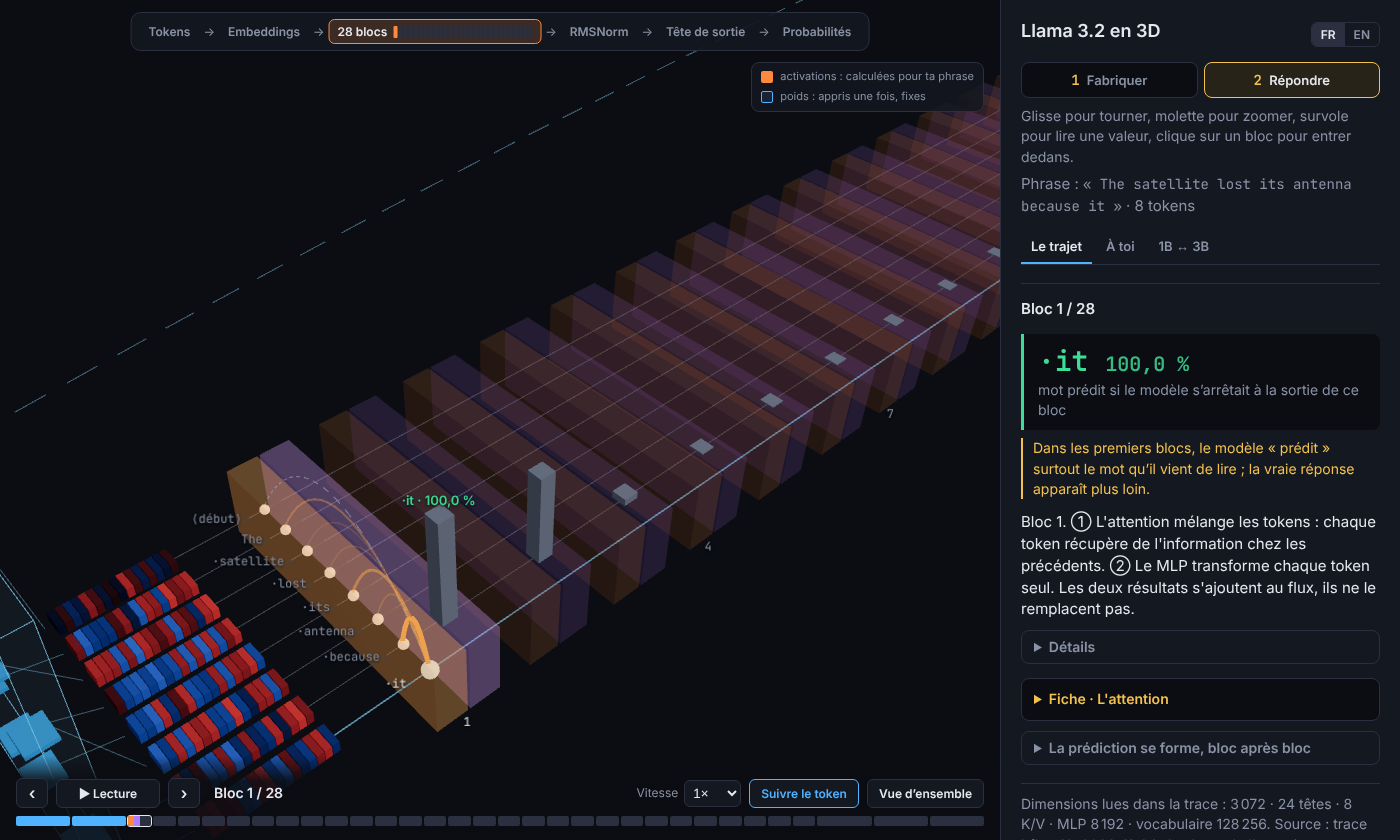 Tokens → Embeddings → 28 blocs → RMSNorm → Tête de sortie → Probabilités
activations : calculées pour ta phrase
poids : appris une fois, fixes
7
4
·it · 100,0 %
(début)
The
·satellite
·lost
·its
·antenna
·because
·it
1
‹ ▶ Lecture › Bloc 1 / 28
Vitesse 1× Suivre le token Vue d’ensemble
Llama 3.2 en 3D
FR EN
1 Fabriquer
2 Répondre
Glisse pour tourner, molette pour zoomer, survole
pour lire une valeur, clique sur un bloc pour entrer
dedans.
Phrase : « The satellite lost its antenna
because it » · 8 tokens
Le trajet À toi 1B ↔ 3B
Bloc 1 / 28
·it 100,0 %
mot prédit si le modèle s’arrêtait à la sortie de ce
bloc
Dans les premiers blocs, le modèle « prédit »
surtout le mot qu’il vient de lire ; la vraie réponse
apparaît plus loin.
Bloc 1. ① L'attention mélange les tokens : chaque
token récupère de l'information chez les
précédents. ② Le MLP transforme chaque token
seul. Les deux résultats s'ajoutent au flux, ils ne le
remplacent pas.
▶ Détails
▶ Fiche · L'attention
▶ La prédiction se forme, bloc après bloc
Dimensions lues dans la trace : 3 072 · 24 têtes · 8
K/V · MLP 8 192 · vocabulaire 128 256. Source : trace